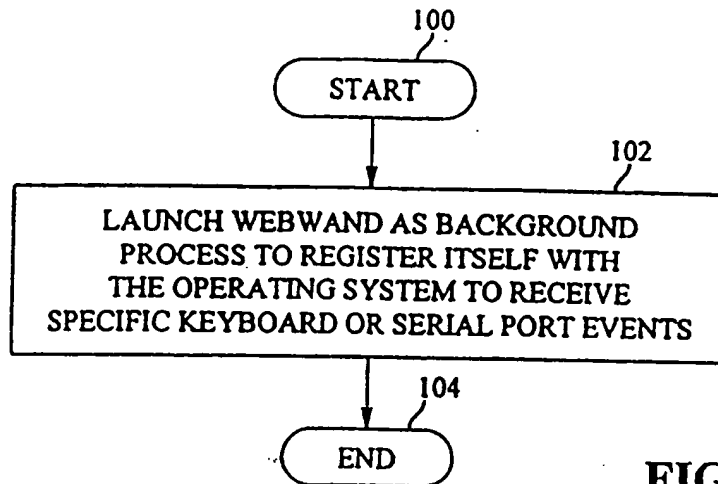 100
START
102
LAUNCH WEBWAND AS BACKGROUND
PROCESS TO REGISTER ITSELF WITH
THE OPERATING SYSTEM TO RECEIVE
SPECIFIC KEYBOARD OR SERIAL PORT EVENTS
104
END
FIG